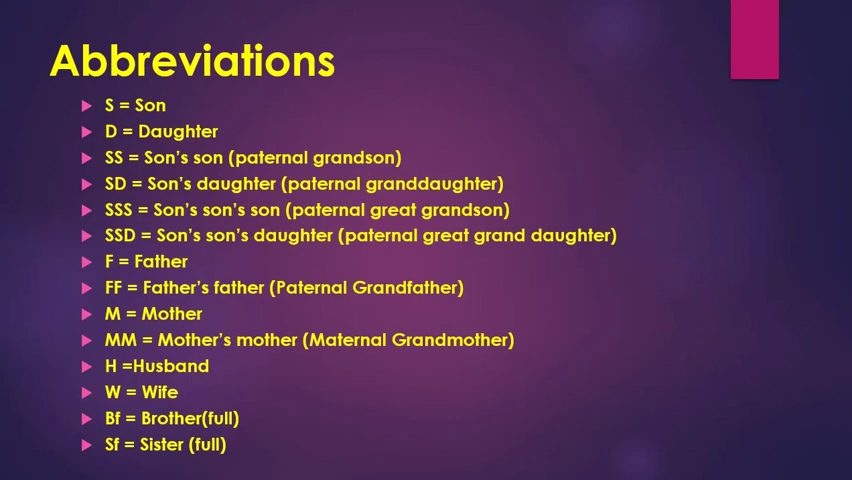 Abbreviations
S = Son
D = Daughter
SS = Son’s son (paternal grandson)
SD = Son’s daughter (paternal granddaughter)
SSS = Son’s son’s son (paternal great grandson)
SSD = Son’s son’s daughter (paternal great grand daughter)
F = Father
FF = Father’s father (Paternal Grandfather)
M = Mother
MM = Mother’s mother (Maternal Grandmother)
H =Husband
W = Wife
Bf = Brother(full)
Sf = Sister (full)